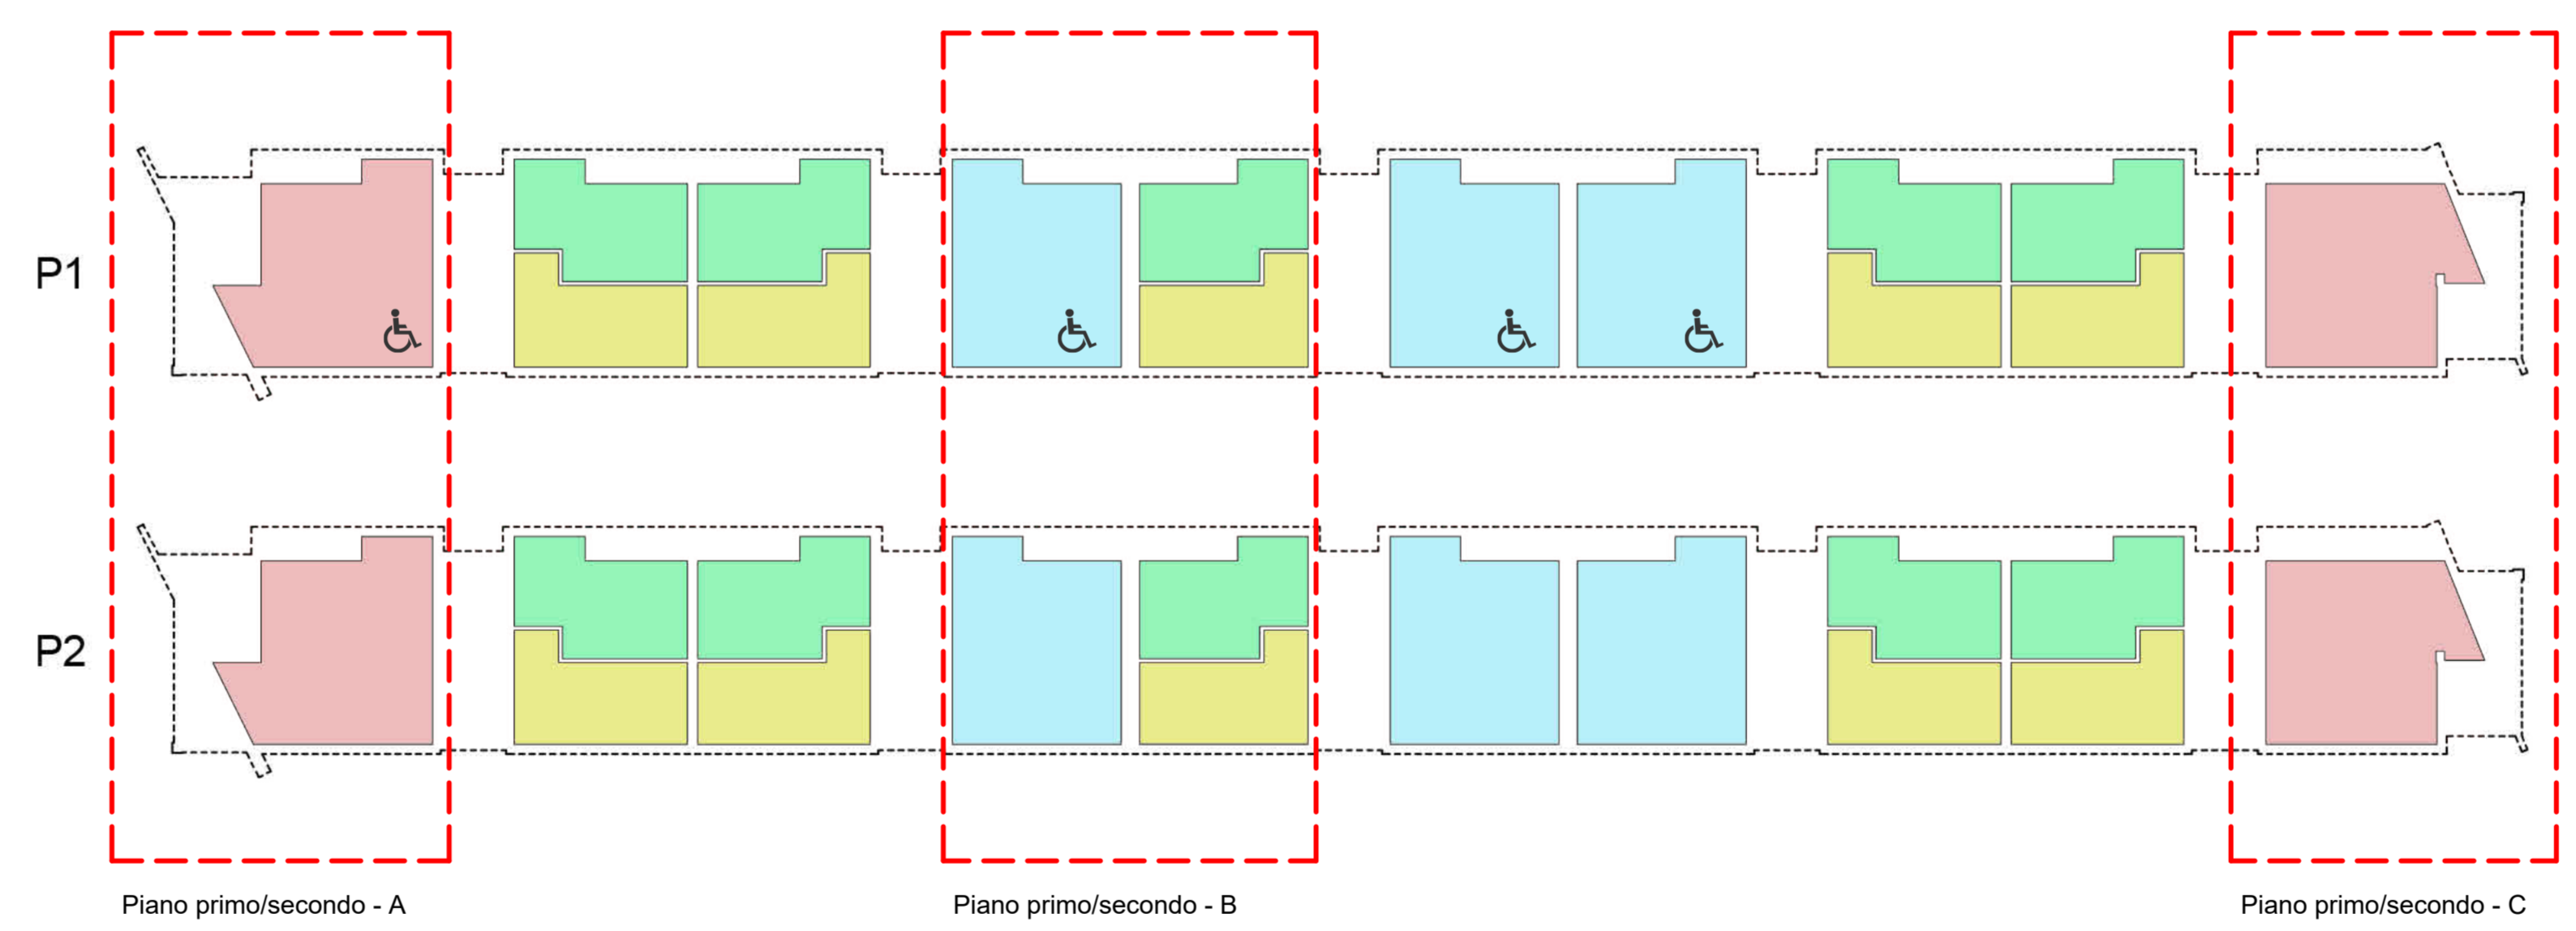 P1
P2
Piano primo/secondo - A
Piano primo/secondo - B
Piano primo/secondo - C